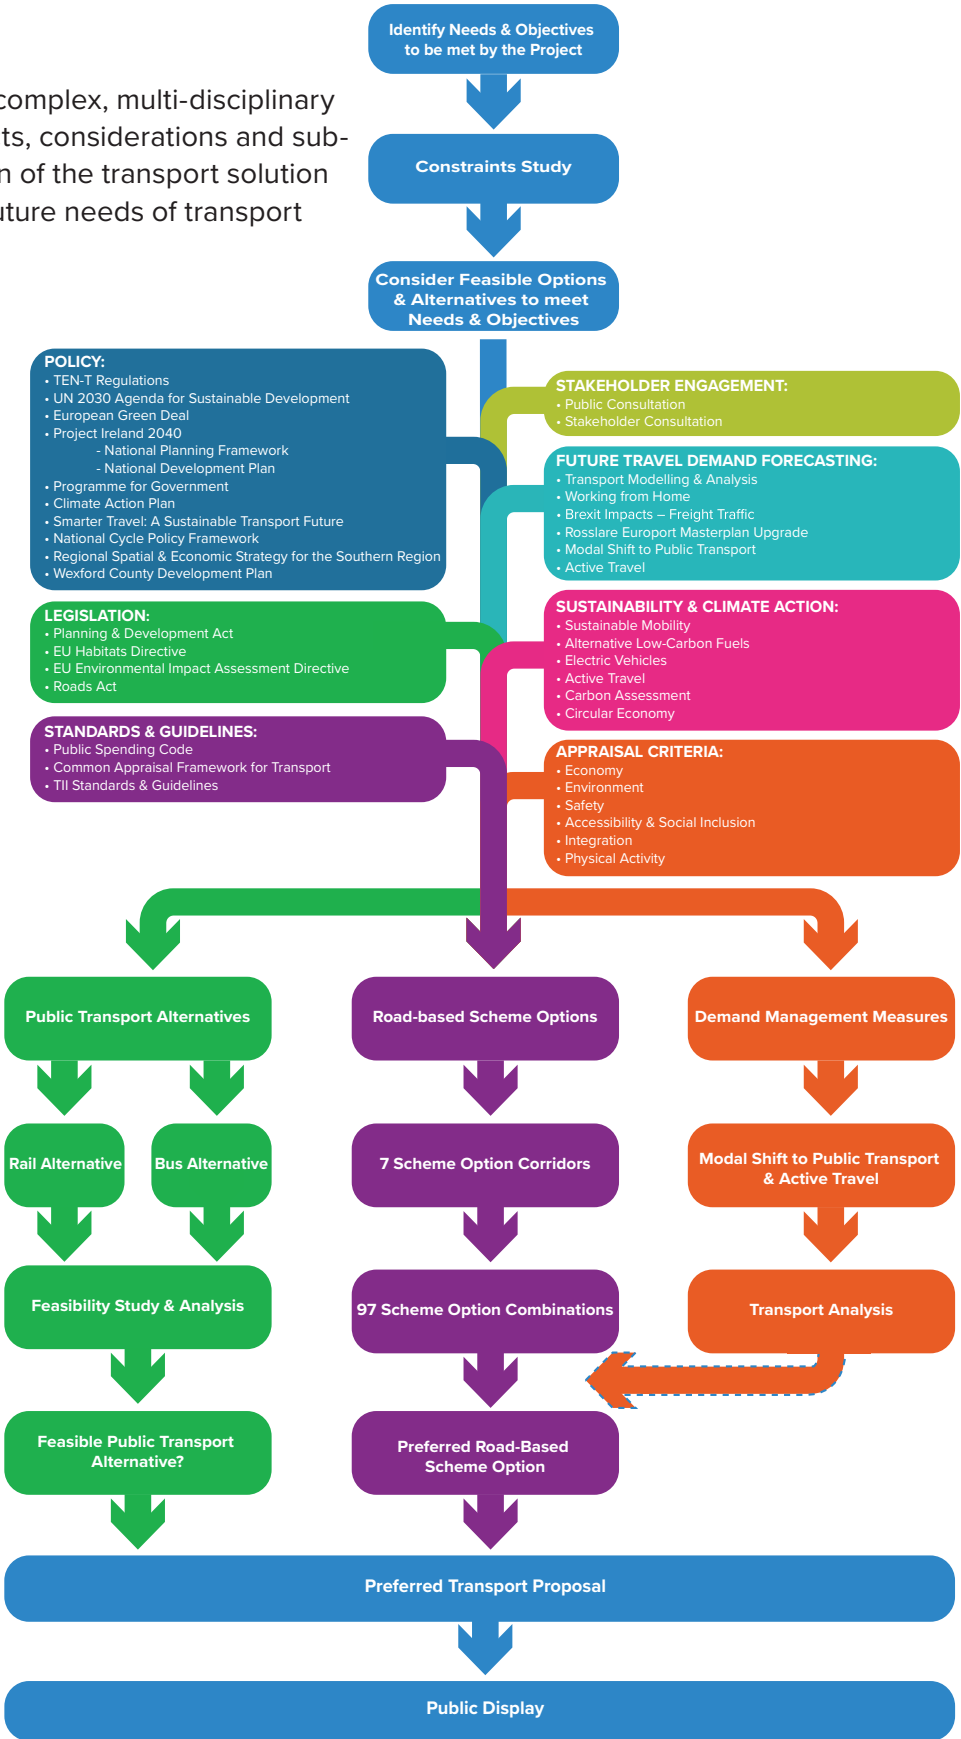 Identify Needs & Objectives
to be met by the Project
complex, multi-disciplinary
ts, considerations and sub-
n of the transport solution
uture needs of transport
Constraints Study
Consider Feasible Options
& Alternatives to meet
Needs & Objectives
POLICY:
• TEN-T Regulations
• UN 2030 Agenda for Sustainable Development
• European Green Deal
• Project Ireland 2040
- National Planning Framework
- National Development Plan
• Programme for Government
• Climate Action Plan
• Smarter Travel: A Sustainable Transport Future
• National Cycle Policy Framework
• Regional Spatial & Economic Strategy for the Southern Region
• Wexford County Development Plan
LEGISLATION:
• Planning & Development Act
• EU Habitats Directive
• EU Environmental Impact Assessment Directive
• Roads Act
STANDARDS & GUIDELINES:
• Public Spending Code
• Common Appraisal Framework for Transport
• TII Standards & Guidelines
STAKEHOLDER ENGAGEMENT:
• Public Consultation
• Stakeholder Consultation
FUTURE TRAVEL DEMAND FORECASTING:
• Transport Modelling & Analysis
• Working from Home
• Brexit Impacts – Freight Traffic
• Rosslare Europort Masterplan Upgrade
• Modal Shift to Public Transport
• Active Travel
SUSTAINABILITY & CLIMATE ACTION:
• Sustainable Mobility
• Alternative Low-Carbon Fuels
• Electric Vehicles
• Active Travel
• Carbon Assessment
• Circular Economy
APPRAISAL CRITERIA:
• Economy
• Environment
• Safety
• Accessibility & Social Inclusion
• Integration
• Physical Activity
Public Transport Alternatives
Road-based Scheme Options
Demand Management Measures
Rail Alternative
Bus Alternative
7 Scheme Option Corridors
Modal Shift to Public Transport
& Active Travel
Feasibility Study & Analysis
97 Scheme Option Combinations
Transport Analysis
Feasible Public Transport
Alternative?
Preferred Road-Based
Scheme Option
Preferred Transport Proposal
Public Display